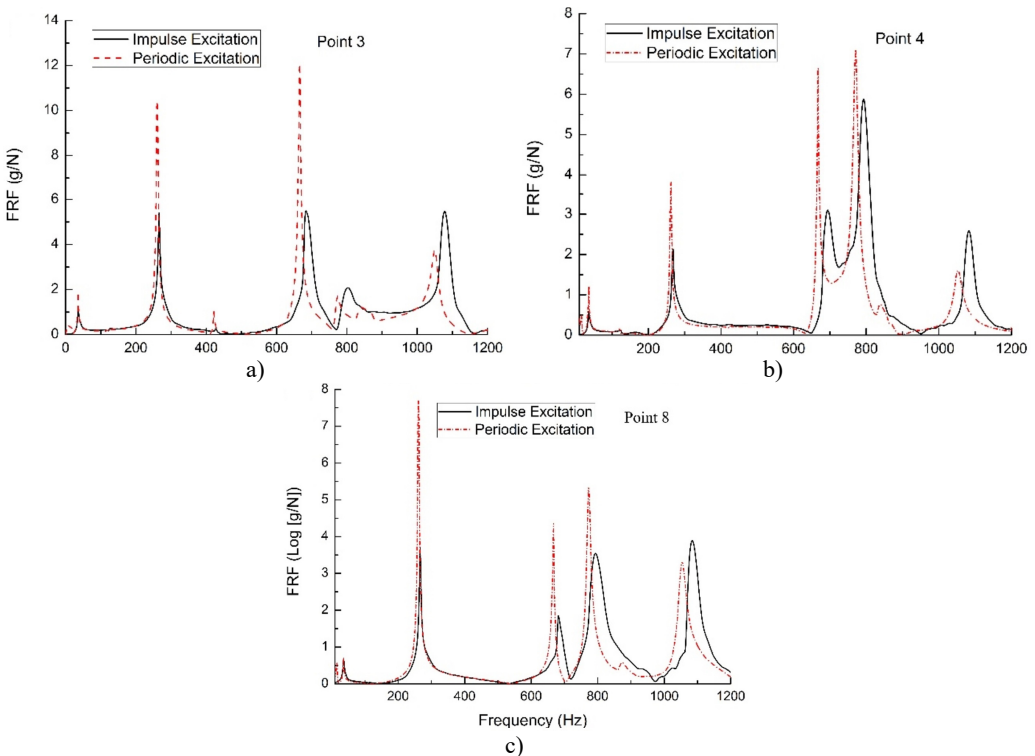 14
12
10
8
6
4
2
0
FRF (g/N)
Impulse Excitation
Periodic Excitation
Point 3
0 200 400 600 800 1000 1200
a)
8
7
6
5
4
3
2
1
0
FRF (g/N)
Impulse Excitation
Periodic Excitation
Point 4
200 400 600 800 1000 1200
b)
8
7
6
5
4
3
2
1
0
FRF (Log [g/N])
Impulse Excitation
Periodic Excitation
Point 8
200 400 600 800 1000 1200
Frequency (Hz)
c)